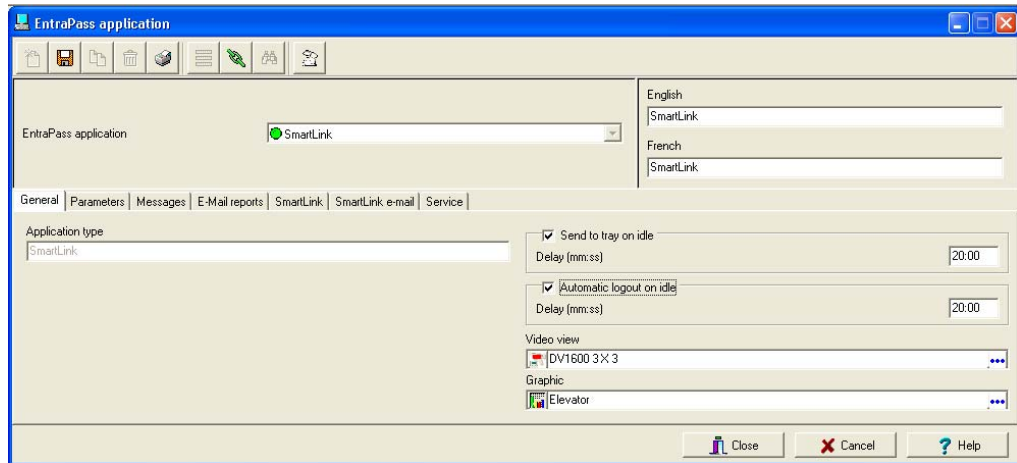 EntraPass application
EntraPass application
SmartLink
English
SmartLink
French
SmartLink
General Parameters Messages E-Mail reports SmartLink SmartLink e-mail Service
Application type
SmartLink
Send to tray on idle
Delay (mm:ss) 20:00
Automatic logout on idle
Delay (mm:ss) 20:00
Video view
DV1600 3 X 3
Graphic
Elevator
Close Cancel Help